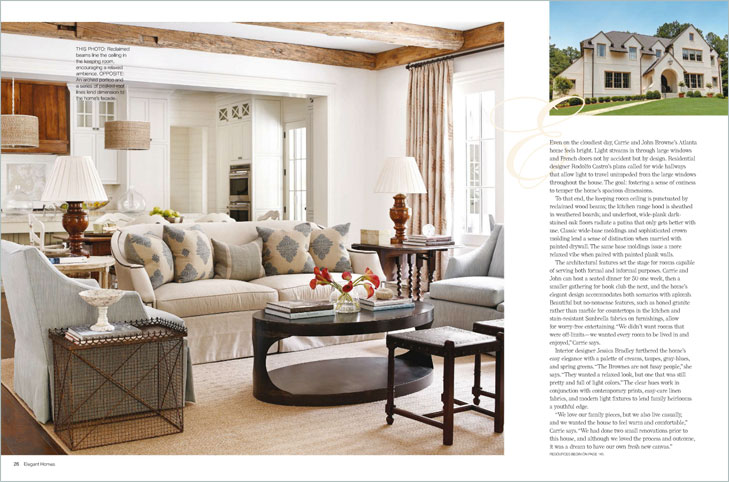 THIS PHOTO: Reclaimed
beams line the ceiling in
the keeping room,
encouraging a relaxed
ambience. OPPOSITE:
An arched portico and
a series of pitched roof
lines lend dimension to
the home's facade.
E
Even on the cloudiest day, Carrie and John Browne's Atlanta
home feels bright. Light streams in through large windows
and French doors not by accident but by design. Residential
designer Rodolfo Castro's plans called for wide hallways
that allow light to travel unimpeded from the large windows
throughout the house. The goal: fostering a sense of coziness
to temper the home's spacious dimensions.
To that end, the keeping room ceiling is punctuated by
reclaimed wood beams; the kitchen range hood is sheathed
in weathered boards; and underfoot, wide-plank dark-
stained oak floors radiate a patina that only gets better with
use. Classic wide-base moldings and sophisticated crown
molding lend a sense of distinction when married with
painted drywall. The same base moldings issue a more
relaxed vibe when paired with painted plank walls.
The architectural features set the stage for rooms capable
of serving both formal and informal purposes. Carrie and
John can host a seated dinner for 30 one week, then a
smaller gathering for book club the next, and the home's
elegant design accommodates both scenarios with aplomb.
Beautiful but no-nonsense features, such as honed granite
rather than marble for countertops in the kitchen and
stain-resistant Sunbrella fabrics on furnishings, allow
for worry-free entertaining. "We didn't want rooms that
were off-limits—we wanted every room to be lived in and
enjoyed," Carrie says.
Interior designer Jessica Bradley furthered the home's
easy elegance with a palette of creams, taupes, gray-blues,
and spring greens. "The Brownes are not fussy people," she
says. "They wanted a relaxed look, but one that was still
pretty and full of light colors." The clear hues work in
conjunction with contemporary prints, easy-care linen
fabrics, and modern light fixtures to lend family heirlooms
a youthful edge.
"We love our family pieces, but we also live casually,
and we wanted the house to feel warm and comfortable,"
Carrie says. "We had done two small renovations prior to
this house, and although we loved the process and outcome,
it was a dream to have our own fresh new canvas."
RESOURCES BEGIN ON PAGE
26 Elegant Homes